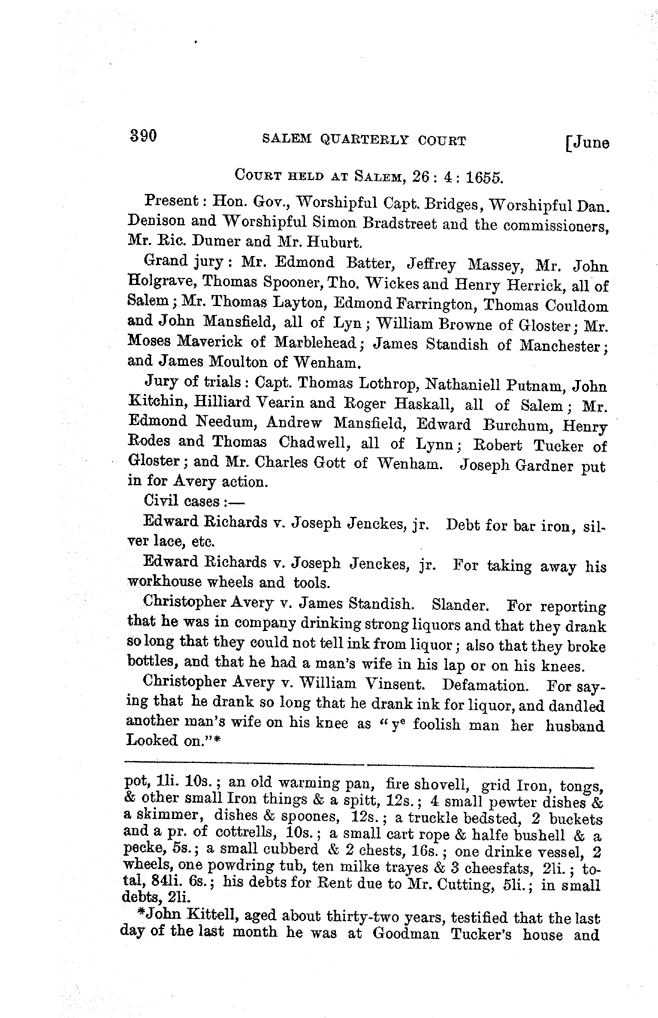 390 SALEM QUARTERLY COURT [June
COURT HELD AT SALEM, 26 : 4 : 1655.
Present : Hon. Gov., Worshipful Capt. Bridges, Worshipful Dan.
Denison and Worshipful Simon Bradstreet and the commissioners,
Mr. Ric. Dumer and Mr. Huburt.
Grand jury : Mr. Edmond Batter, Jeffrey Massey, Mr. John
Holgrave, Thomas Spooner, Tho. Wickes and Henry Herrick, all of
Salem ; Mr. Thomas Layton, Edmond Farrington, Thomas Couldom
and John Mansfield, all of Lyn ; William Browne of Gloster ; Mr.
Moses Maverick of Marblehead ; James Standish of Manchester ;
and James Moulton of Wenham.
Jury of trials : Capt. Thomas Lothrop, Nathaniell Putnam, John
Kitchin, Hilliard Vearin and Roger Haskall, all of Salem ; Mr.
Edmond Needum, Andrew Mansfield, Edward Burchum, Henry
Rodes and Thomas Chadwell, all of Lynn ; Robert Tucker of
Gloster ; and Mr. Charles Gott of Wenham. Joseph Gardner put
in for Avery action.
Civil cases :—
Edward Richards v. Joseph Jenckes, jr. Debt for bar iron, sil-
ver lace, etc.
Edward Richards v. Joseph Jenckes, jr. For taking away his
workhouse wheels and tools.
Christopher Avery v. James Standish. Slander. For reporting
that he was in company drinking strong liquors and that they drank
so long that they could not tell ink from liquor ; also that they broke
bottles, and that he had a man's wife in his lap or on his knees.
Christopher Avery v. William Vinsent. Defamation. For say-
ing that he drank so long that he drank ink for liquor, and dandled
another man's wife on his knee as "yᵉ foolish man her husband
Looked on."*
pot, 1li. 10s. ; an old warming pan, fire shovell, grid Iron, tongs,
& other small Iron things & a spitt, 12s. ; 4 small pewter dishes &
a skimmer, dishes & spoones, 12s. ; a truckle bedsted, 2 buckets
and a pr. of cottrells, 10s. ; a small cart rope & halfe bushell & a
pecke, 5s. ; a small cubberd & 2 chests, 16s. ; one drinke vessel, 2
wheels, one powdring tub, ten milke trayes & 3 cheesfats, 2li. ; to-
tal, 84li. 6s. ; his debts for Rent due to Mr. Cutting, 5li. ; in small
debts, 2li.
*John Kittell, aged about thirty-two years, testified that the last
day of the last month he was at Goodman Tucker's house and